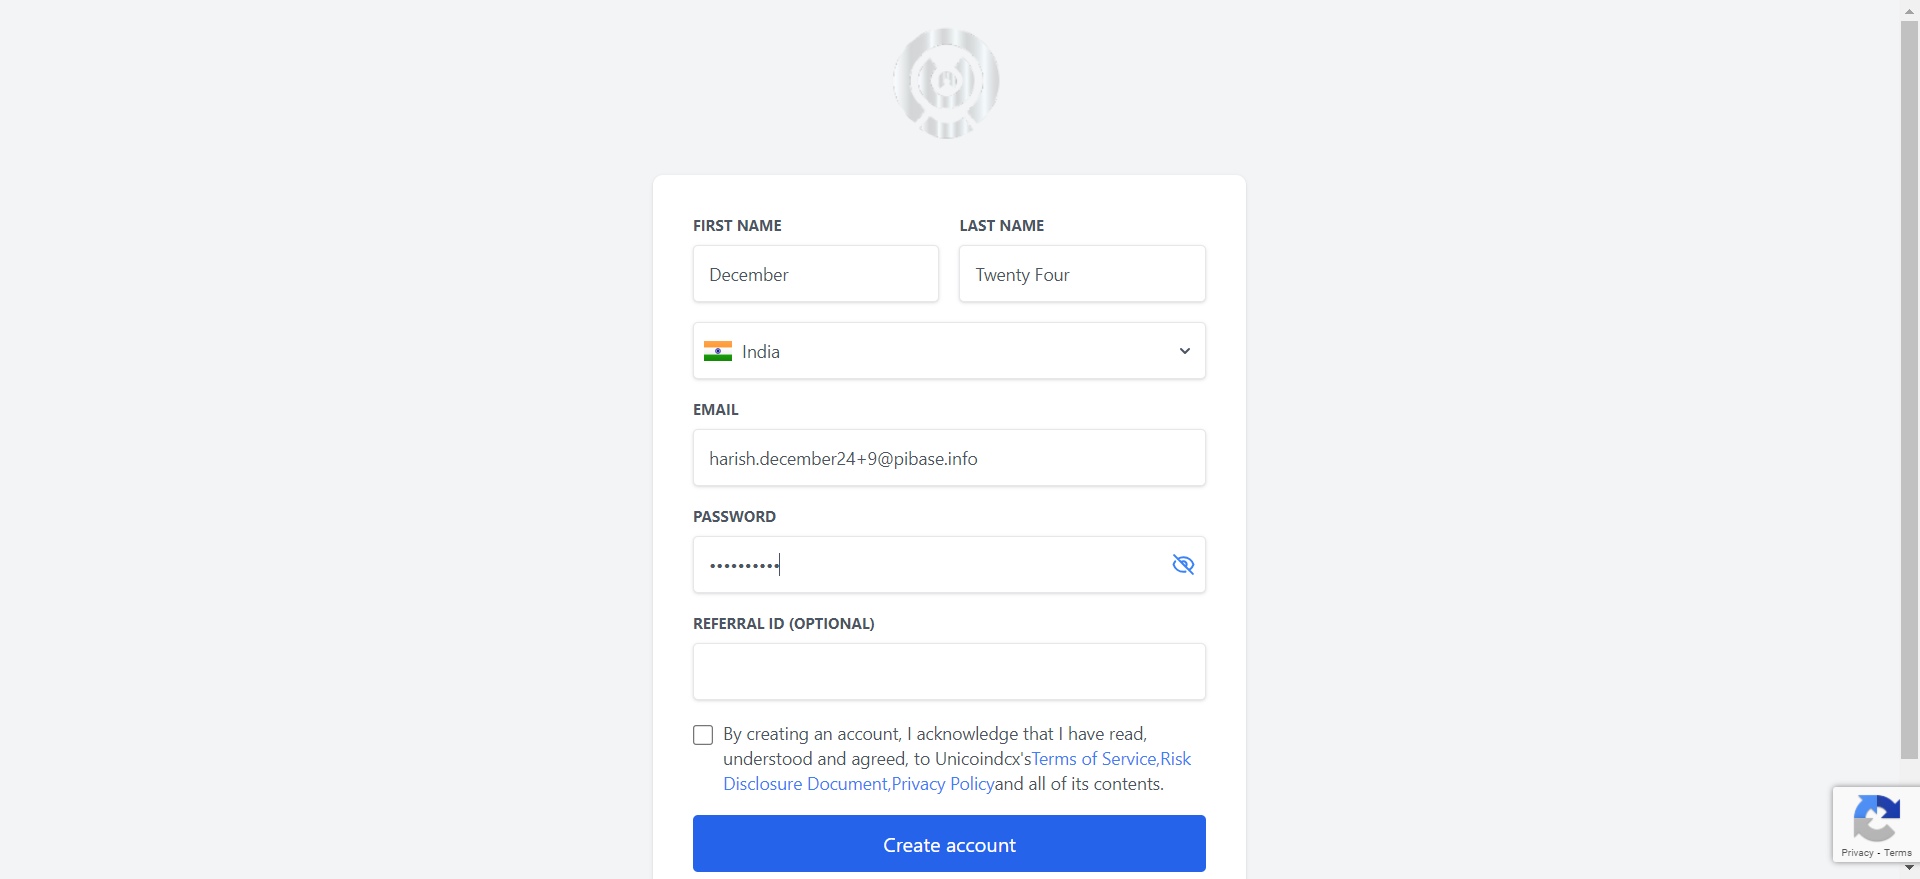 FIRST NAME
LAST NAME
December
Twenty Four
India
EMAIL
harish.december24+9@pibase.info
PASSWORD
••••••••••
REFERRAL ID (OPTIONAL)
By creating an account, I acknowledge that I have read,
understood and agreed, to Unicoindcx'sTerms of Service,Risk
Disclosure Document,Privacy Policyand all of its contents.
Create account
Privacy - Terms